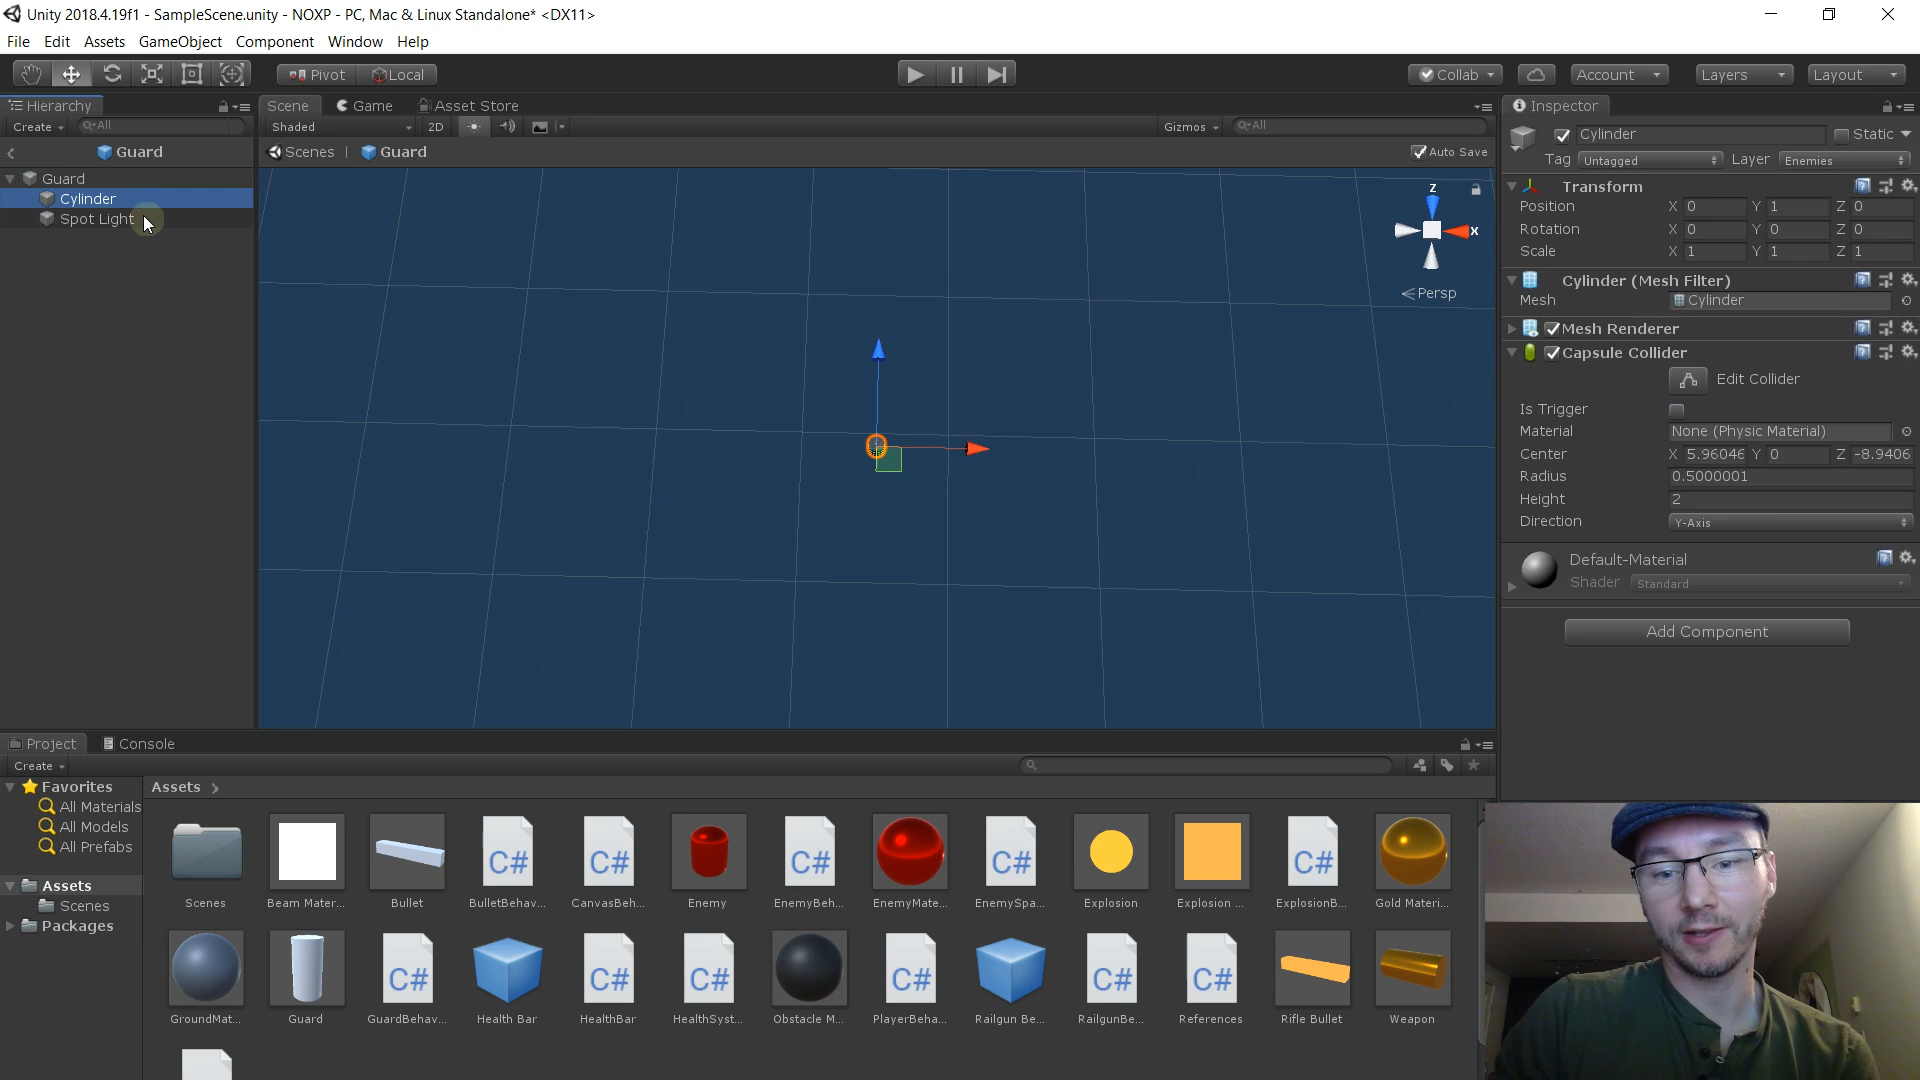 Unity 2018.4.19f1 - SampleScene.unity - NOXP - PC, Mac & Linux Standalone* <DX11>
File Edit Assets GameObject Component Window Help
Pivot Local Collab Account Layers Layout
Hierarchy
Create All
Guard
Guard
Cylinder
Spot Light
Scene Game Asset Store
Shaded 2D Gizmos All
Scenes | Guard Auto Save
z
x
Persp
Inspector
Cylinder Static
Tag Untagged Layer Enemies
Transform
Position X 0 Y 1 Z 0
Rotation X 0 Y 0 Z 0
Scale X 1 Y 1 Z 1
Cylinder (Mesh Filter)
Mesh Cylinder
Mesh Renderer
Capsule Collider
Edit Collider
Is Trigger
Material None (Physic Material)
Center X 5.96046 Y 0 Z -8.9406
Radius 0.5000001
Height 2
Direction Y-Axis
Default-Material
Shader Standard
Add Component
Project Console
Create
Favorites
All Materials
All Models
All Prefabs
Assets
Scenes
Packages
Assets
C# C# C# C# C#
Scenes Beam Mater... Bullet BulletBehav... CanvasBeh... Enemy EnemyBeh... EnemyMate... EnemySpa... Explosion Explosion ... ExplosionB... Gold Materi...
C# C# C# C# C# C#
GroundMat... Guard GuardBehav... Health Bar HealthBar HealthSyst... Obstacle M... PlayerBeha... Railgun Be... RailgunBe... References Rifle Bullet Weapon